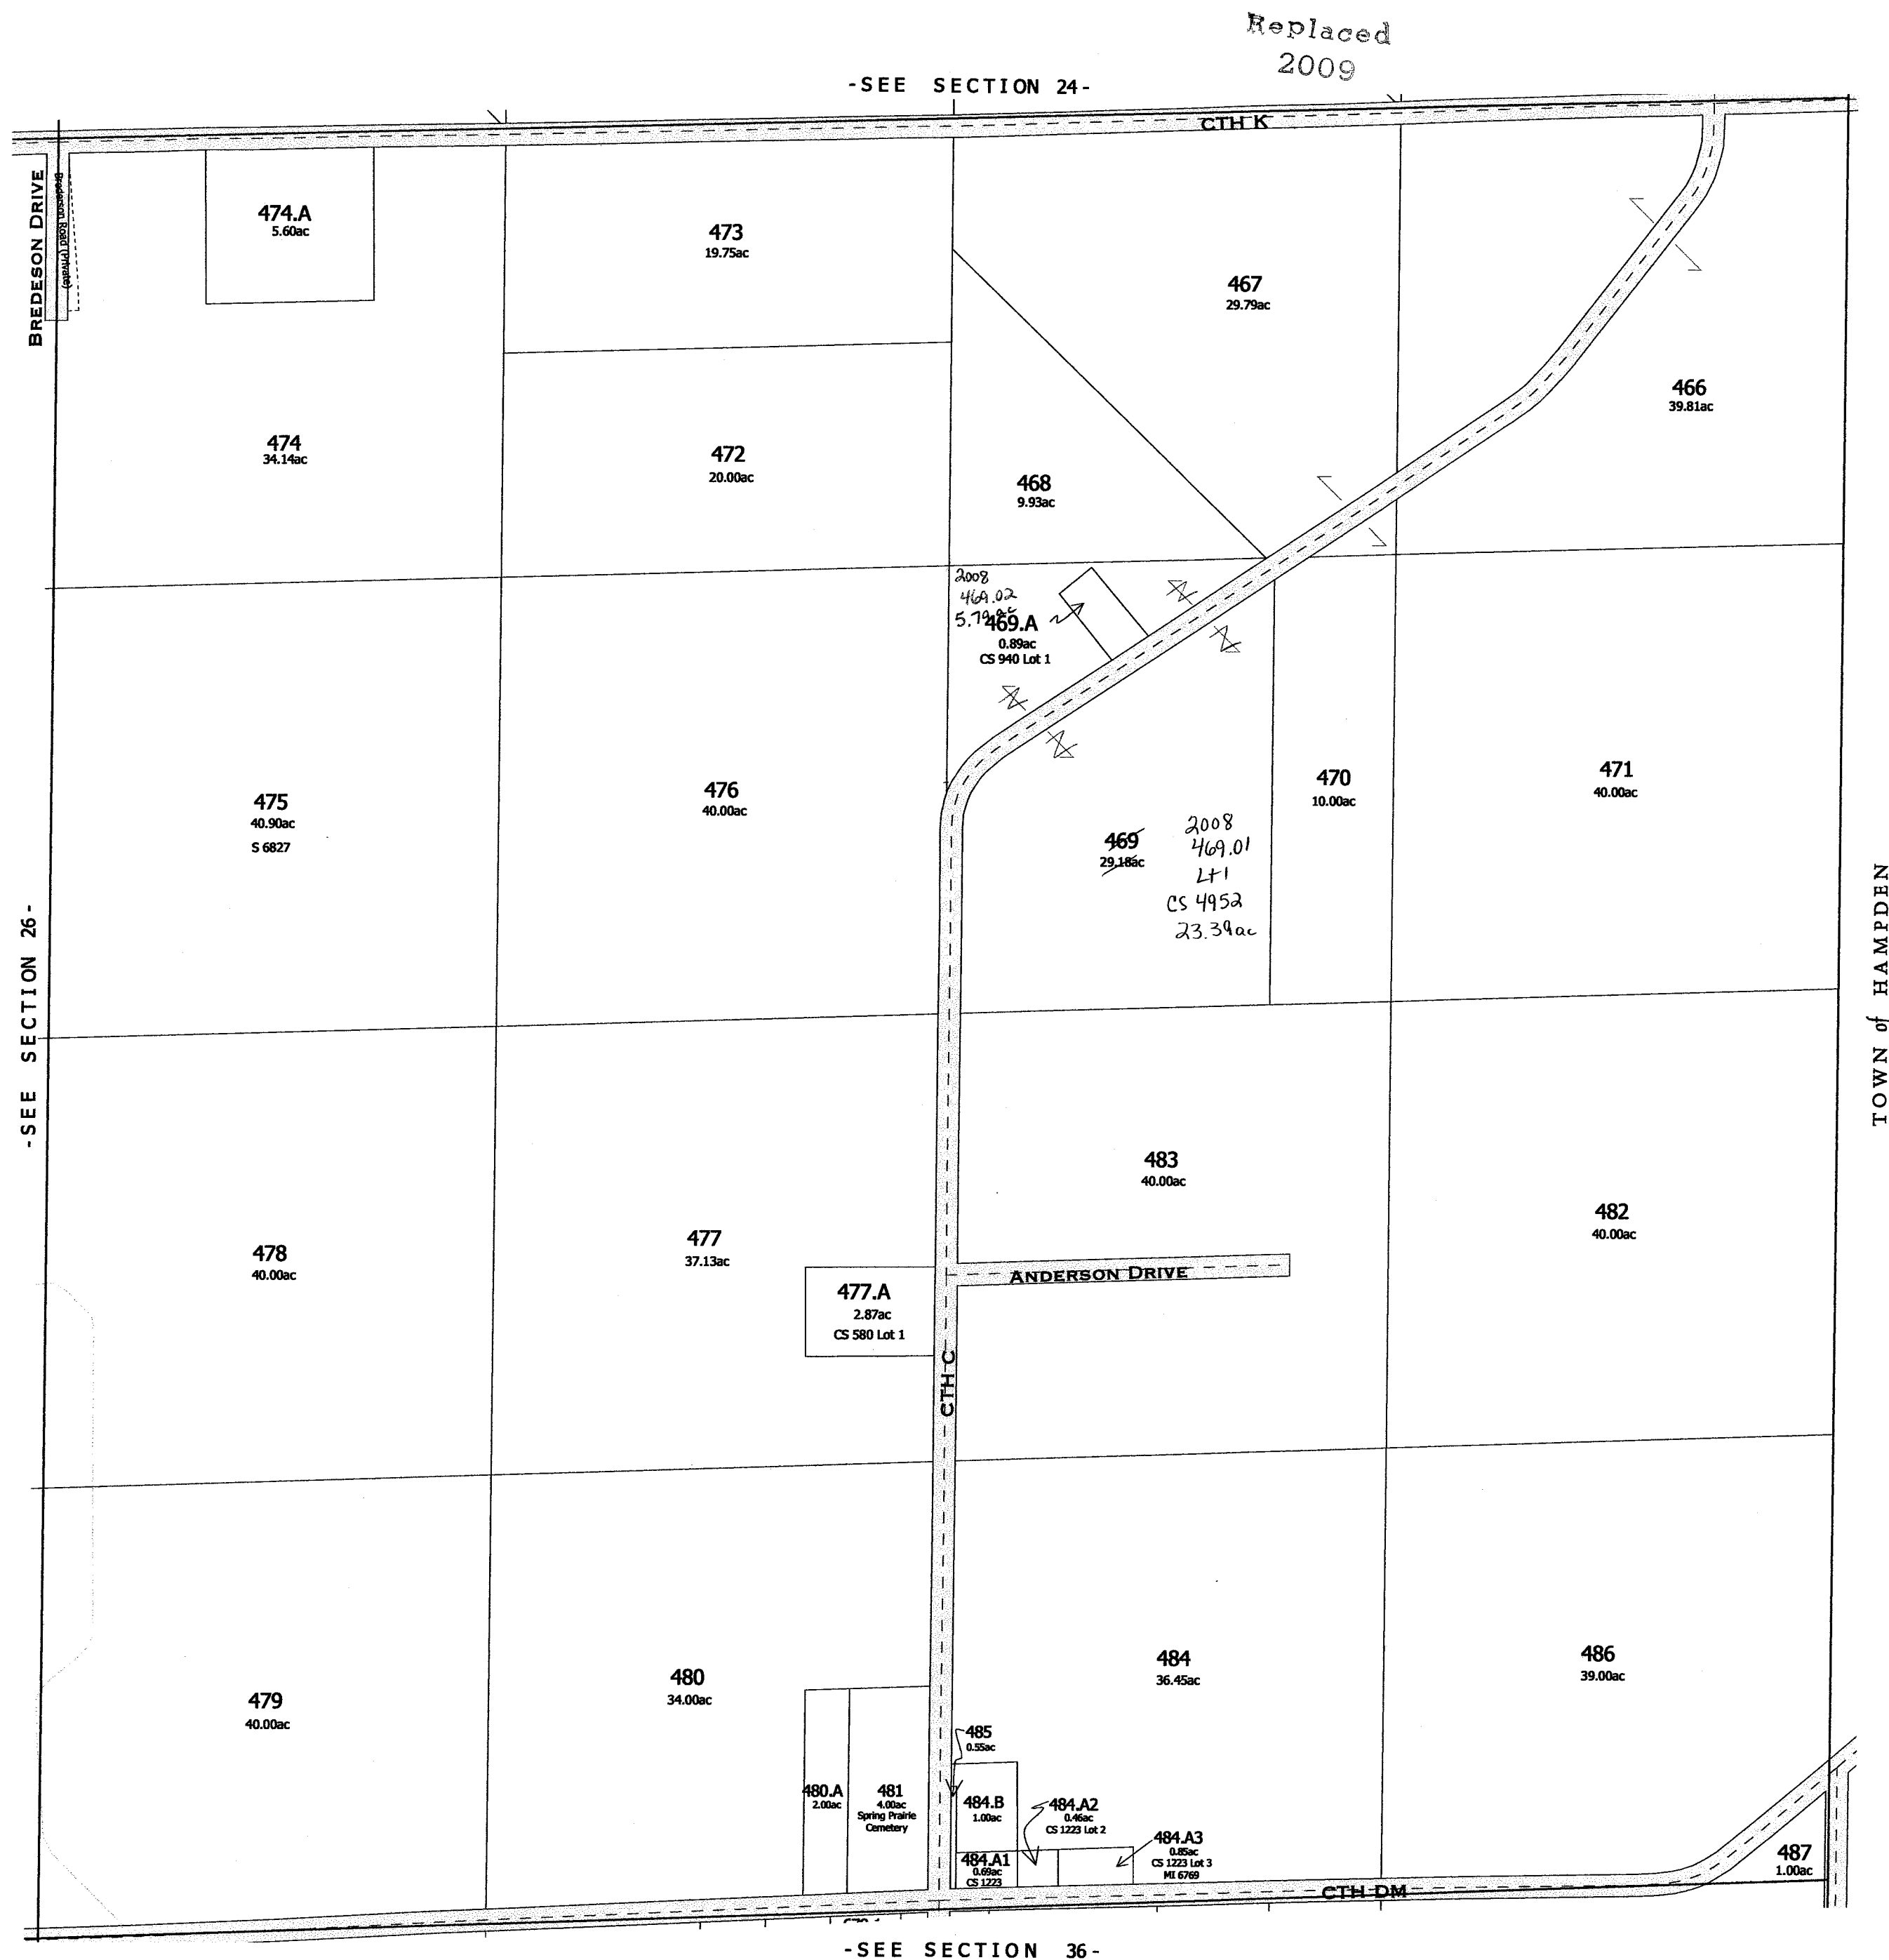 Replaced
2009
-SEE SECTION 24-
CTH K
BREDESON DRIVE
Brederson Road (Private)
474.A
5.60ac
473
19.75ac
467
29.79ac
466
39.81ac
474
34.14ac
472
20.00ac
468
9.93ac
2008
469.02
5.79ac
469.A
0.89ac
CS 940 Lot 1
475
40.90ac
S 6827
476
40.00ac
469
29.18ac
2008
469.01
Lt 1
CS 4952
23.39ac
470
10.00ac
471
40.00ac
-SEE SECTION 26-
TOWN of HAMPDEN
478
40.00ac
477
37.13ac
477.A
2.87ac
CS 580 Lot 1
483
40.00ac
482
40.00ac
ANDERSON DRIVE
CTH C
479
40.00ac
480
34.00ac
480.A
2.00ac
481
4.00ac
Spring Prairie
Cemetery
484
36.45ac
486
39.00ac
485
0.55ac
484.B
1.00ac
484.A2
0.46ac
CS 1223 Lot 2
484.A1
0.69ac
CS 1223
484.A3
0.85ac
CS 1223 Lot 3
MI 6769
487
1.00ac
CTH DM
-SEE SECTION 36-